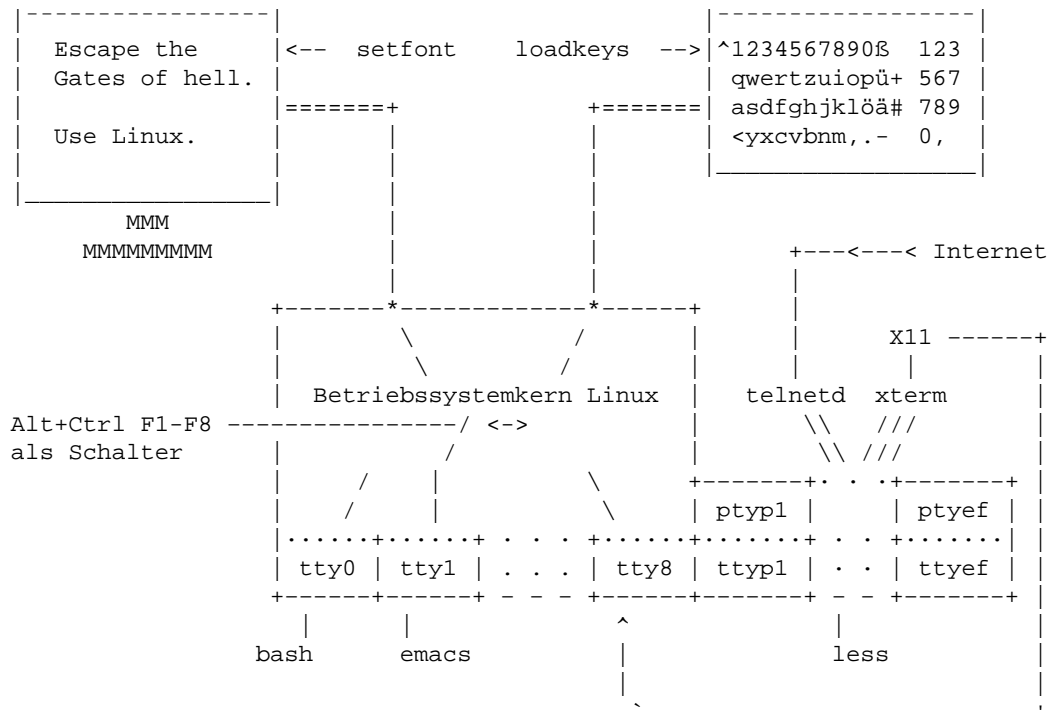 |-----------------|                              |------------------|
|  Escape the     |<--  setfont    loadkeys  -->|^1234567890ß  123 |
|  Gates of hell. |                              | qwertzuiopü+ 567 |
|                 |=======+             +=======| asdfghjklöä# 789 |
|  Use Linux.     |       |             |       | <yxcvbnm,.-  0,  |
|                 |       |             |       |__________________|
|_________________|       |             |
        MMM               |             |
     MMMMMMMMM            |             |             +---<---< Internet
                          |             |             |
                  +-------*-------------*------+      |
                  |        \           /       |      |      X11 ------+
                  |         \         /        |      |       |       |
                  |  Betriebssystemkern Linux  |   telnetd  xterm     |
Alt+Ctrl F1-F8 ----------------/ <->           |       \\   ///       |
als Schalter      |           /                |        \\ ///        |
                  |     /    |          \      +-------+· · ·+-------+ |
                  |    /     |           \     | ptyp1 |     | ptyef | |
                  |······+······+ · · · +······+·······+ · · +·······| |
                  | tty0 | tty1 | . . . | tty8 | ttyp1 | · · | ttyef | |
                  +------+------+ - - - +------+-------+ - - +-------+ |
                    |      |              ^              |            |
                 bash      emacs          |              less         |
                                          |                           |
                                          `---------------------------'